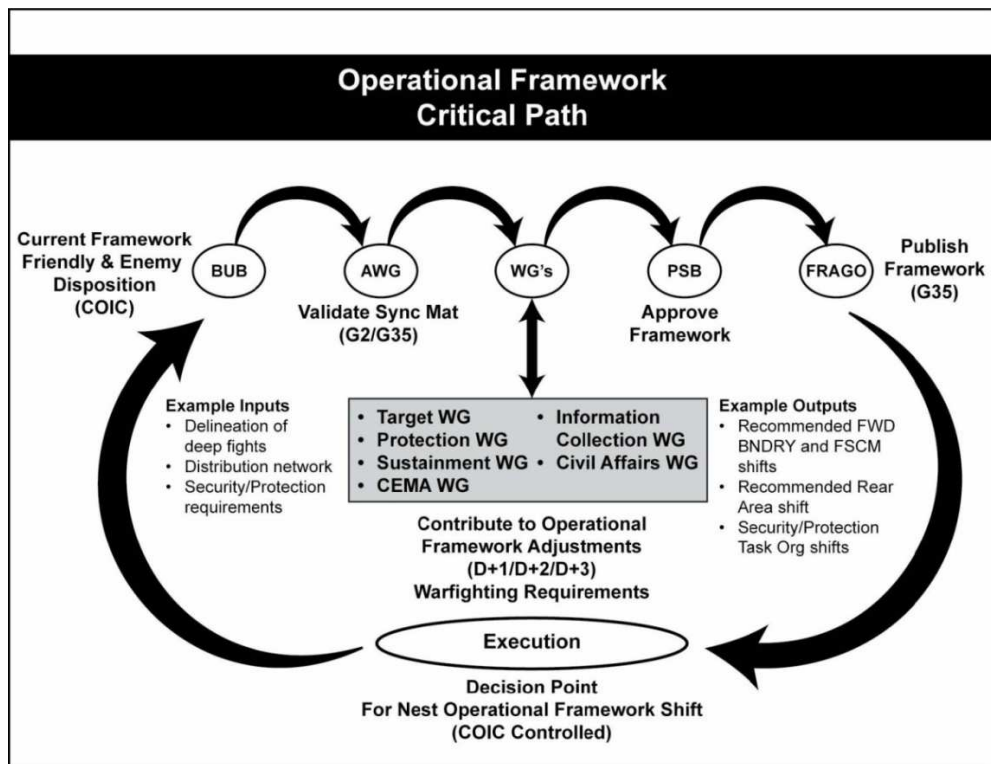 Operational Framework
Critical Path
Current Framework
Friendly & Enemy
Disposition
(COIC)
BUB
AWG
WG's
PSB
FRAGO
Publish
Framework
(G35)
Validate Sync Mat
(G2/G35)
Approve
Framework
Example Inputs
• Delineation of
deep fights
• Distribution network
• Security/Protection
requirements
• Target WG
• Protection WG
• Sustainment WG
• CEMA WG
• Information
Collection WG
• Civil Affairs WG
Example Outputs
• Recommended FWD
BNDRY and FSCM
shifts
• Recommended Rear
Area shift
• Security/Protection
Task Org shifts
Contribute to Operational
Framework Adjustments
(D+1/D+2/D+3)
Warfighting Requirements
Execution
Decision Point
For Nest Operational Framework Shift
(COIC Controlled)